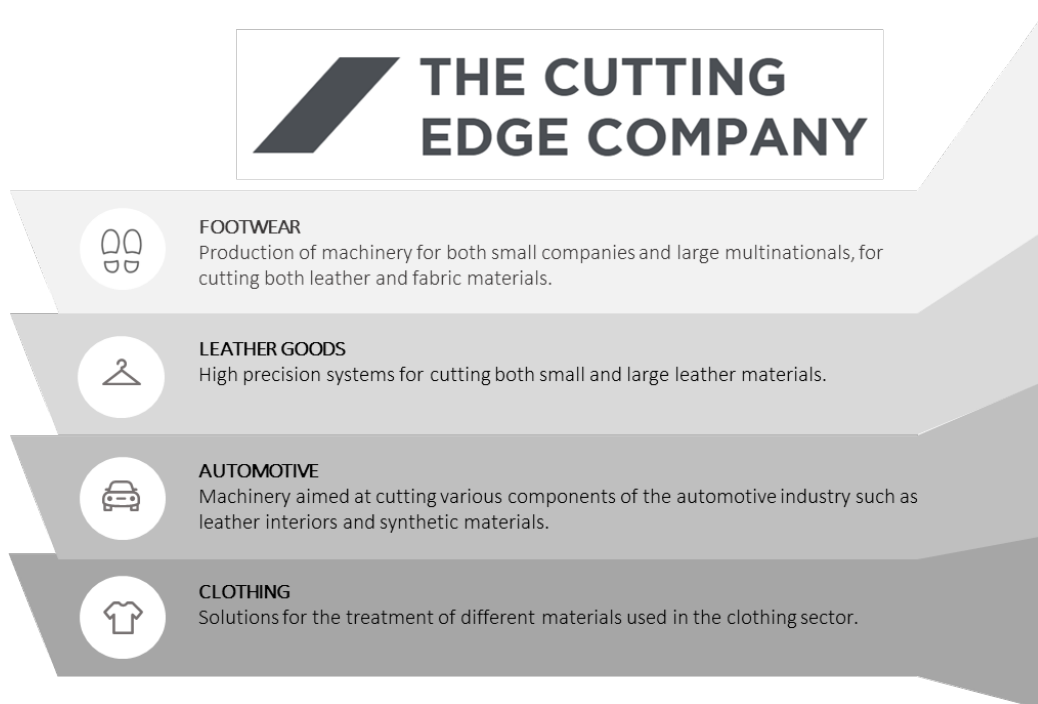 THE CUTTING
EDGE COMPANY
FOOTWEAR
Production of machinery for both small companies and large multinationals, for
cutting both leather and fabric materials.
LEATHER GOODS
High precision systems for cutting both small and large leather materials.
AUTOMOTIVE
Machinery aimed at cutting various components of the automotive industry such as
leather interiors and synthetic materials.
CLOTHING
Solutions for the treatment of different materials used in the clothing sector.